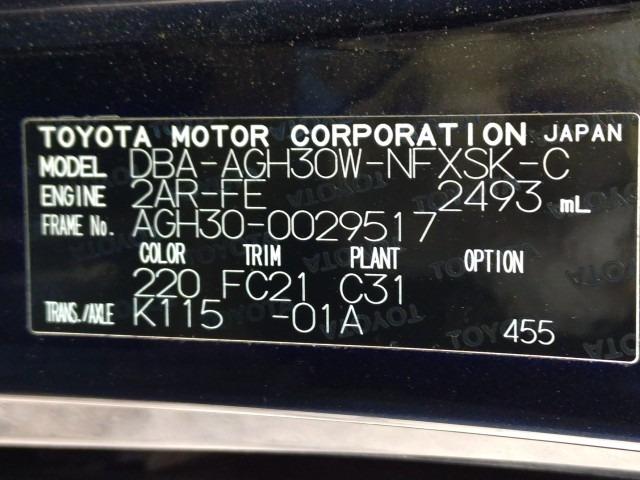 TOYOTA MOTOR CORPORATION JAPAN
MODEL DBA-AGH30W-NFXSK-C
ENGINE 2AR-FE 2493 mL
FRAME No. AGH30-0029517
COLOR TRIM PLANT OPTION
220 FC21 C31
TRANS./AXLE K115 -01A 455